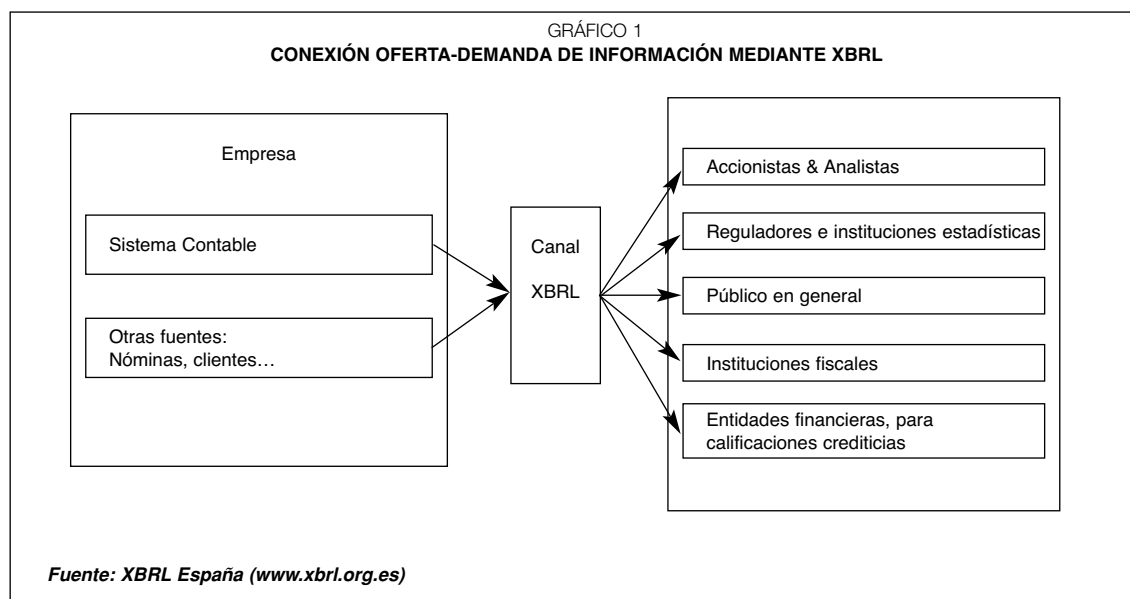 GRÁFICO 1
CONEXIÓN OFERTA-DEMANDA DE INFORMACIÓN MEDIANTE XBRL
Empresa
Sistema Contable
Otras fuentes:
Nóminas, clientes…
Canal
XBRL
Accionistas & Analistas
Reguladores e instituciones estadísticas
Público en general
Instituciones fiscales
Entidades financieras, para
calificaciones crediticias
Fuente: XBRL España (www.xbrl.org.es)